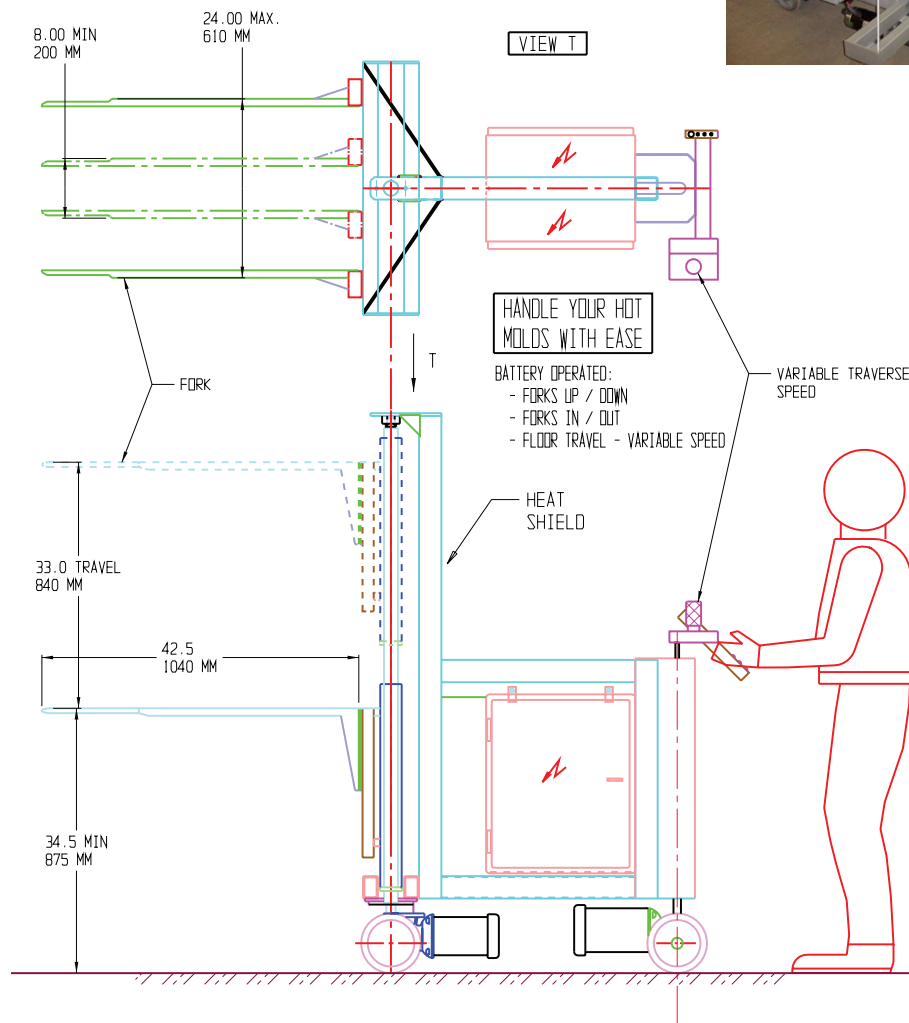 8.00 MIN
200 MM
24.00 MAX.
610 MM
VIEW T
HANDLE YOUR HOT
MOLDS WITH EASE
T
BATTERY OPERATED:
- FORKS UP / DOWN
- FORKS IN / OUT
- FLOOR TRAVEL - VARIABLE SPEED
VARIABLE TRAVERSE
SPEED
FORK
HEAT
SHIELD
33.0 TRAVEL
840 MM
42.5
1040 MM
34.5 MIN
875 MM